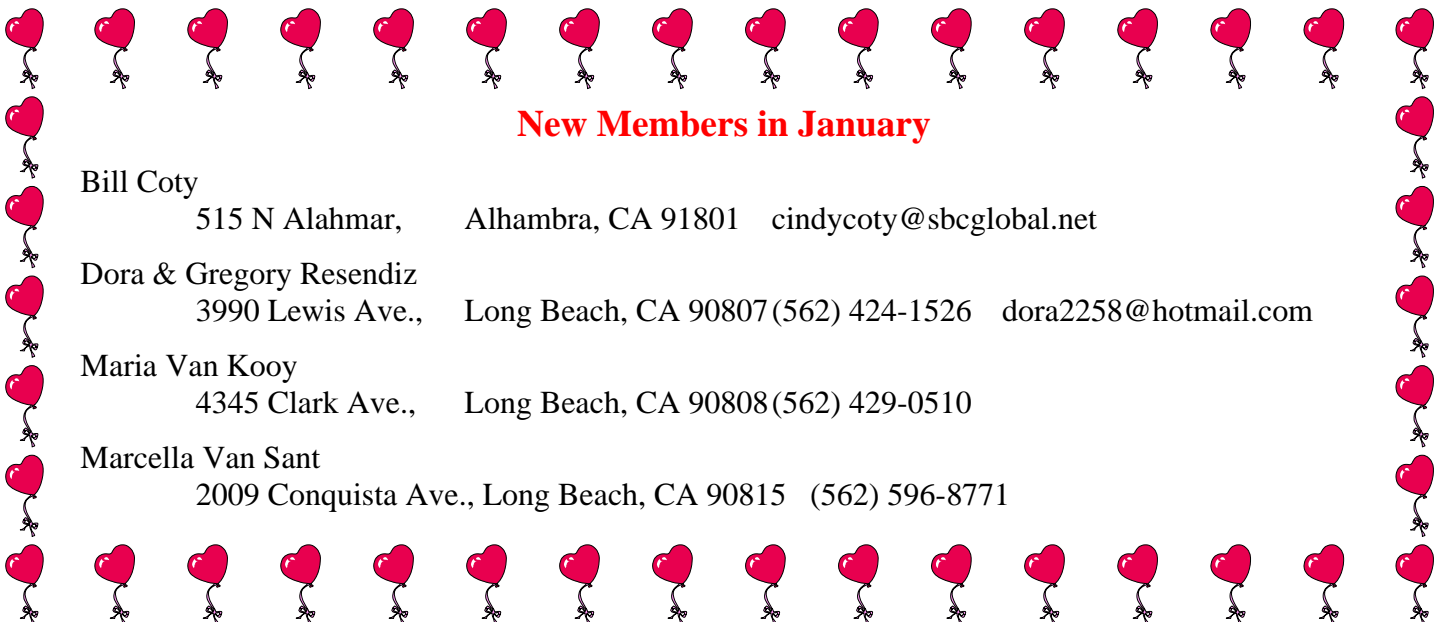 New Members in January
Bill Coty
515 N Alahmar, Alhambra, CA 91801 cindycoty@sbcglobal.net
Dora & Gregory Resendiz
3990 Lewis Ave., Long Beach, CA 90807 (562) 424-1526 dora2258@hotmail.com
Maria Van Kooy
4345 Clark Ave., Long Beach, CA 90808 (562) 429-0510
Marcella Van Sant
2009 Conquista Ave., Long Beach, CA 90815 (562) 596-8771